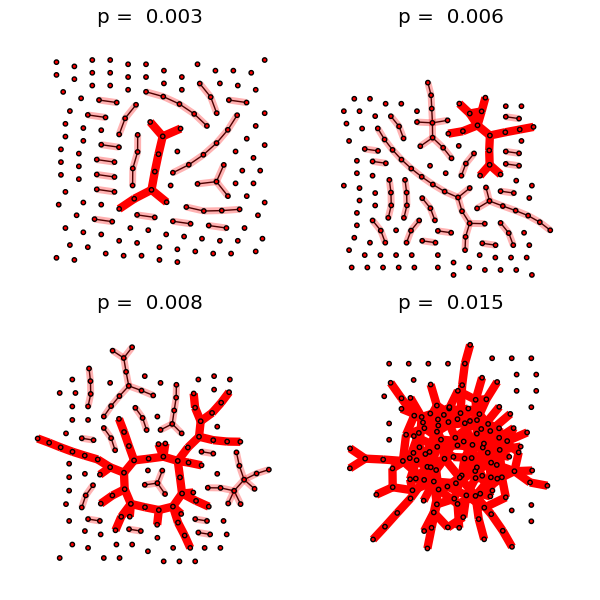 p =  0.003
p =  0.006
p =  0.008
p =  0.015